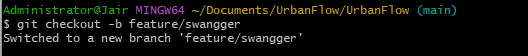 Administrator@Jair MINGW64 ~/Documents/UrbanFlow/UrbanFlow (main)
$ git checkout -b feature/swangger
Switched to a new branch 'feature/swangger'